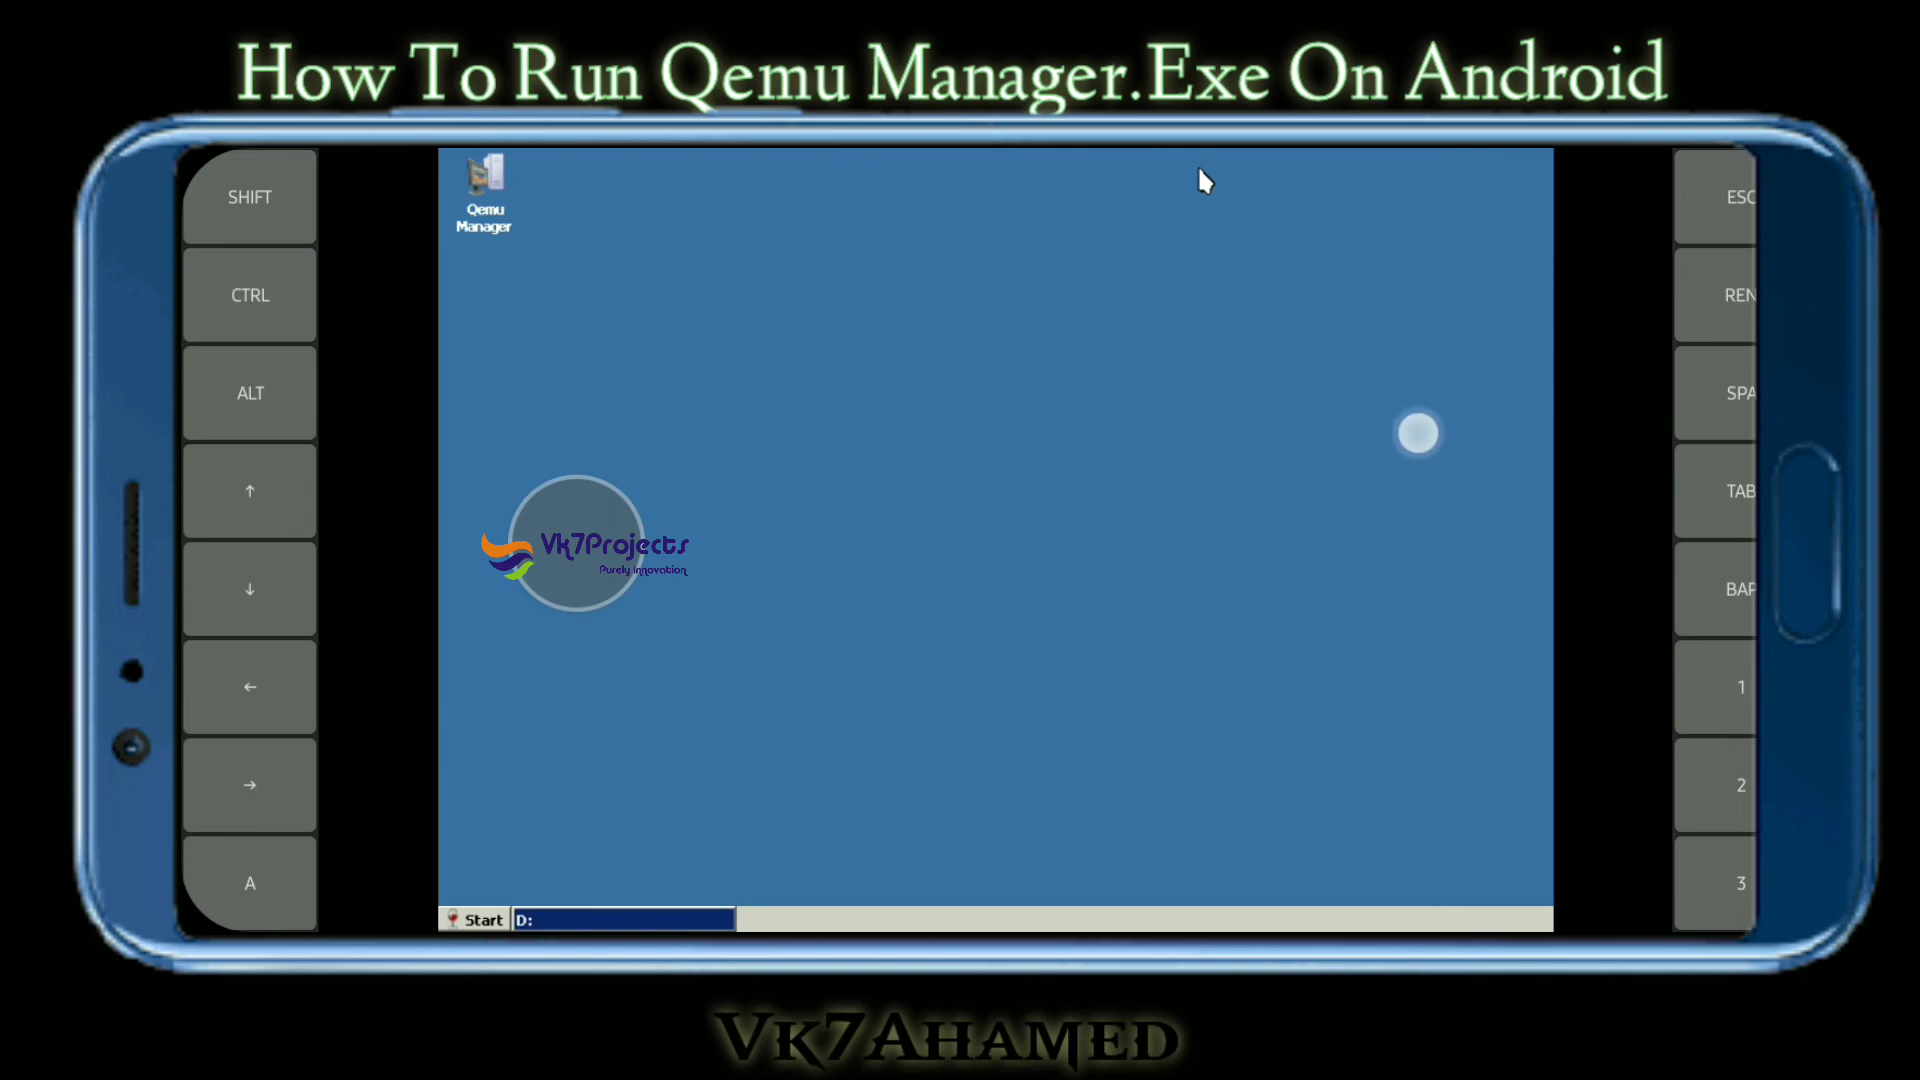 How To Run Qemu Manager.Exe On Android
SHIFT
CTRL
ALT
↑
↓
←
→
A
Qemu
Manager
Vk7Projects
Purely Innovation
Start
D:
ESC
REN
SPA
TAB
BAP
1
2
3
Vk7Ahamed